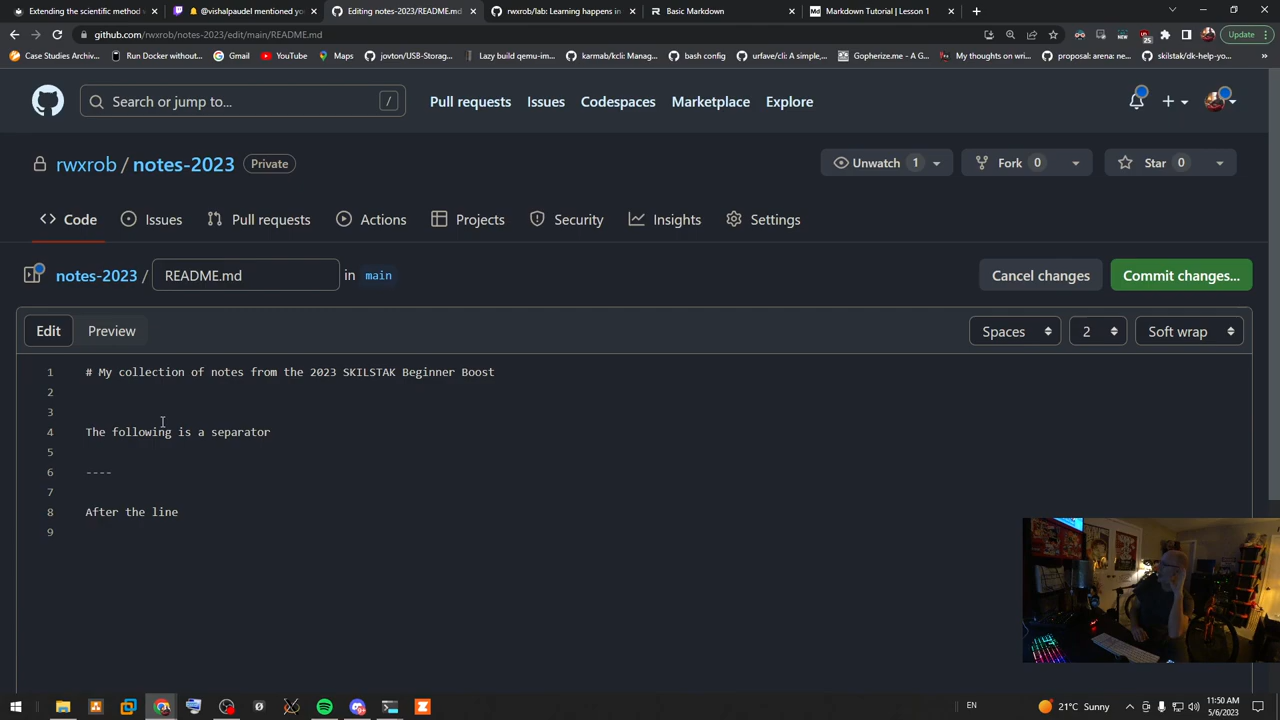 Extending the scientific method
@vishalpaudel mentioned yo
Editing notes-2023/README.md
rwxrob/lab: Learning happens in
Basic Markdown
Markdown Tutorial | Lesson 1
github.com/rwxrob/notes-2023/edit/main/README.md
25
Update
Case Studies Archiv...
Run Docker without...
Gmail
YouTube
Maps
joyton/USB-Storag...
Lazy build qemu-im...
karmab/kcli: Manag...
bash config
urfave/cli: Docum...
Gopherize.me - A G...
My thoughts on wri...
proposal: arena: ne...
skilstak/dk-help-yo...
Search or jump to...
/
Pull requests
Issues
Codespaces
Marketplace
Explore
rwxrob / notes-2023
Private
Unwatch 1
Fork 0
Star 0
Code
Issues
Pull requests
Actions
Projects
Security
Insights
Settings
notes-2023 / README.md in main
Cancel changes
Commit changes...
Edit
Preview
Spaces
2
Soft wrap
1 # My collection of notes from the 2023 SKILSTAK Beginner Boost
2
3
4 The following is a separator
5
6 ----
7
8 After the line
9
21°C Sunny
EN
11:50 AM
5/6/2023